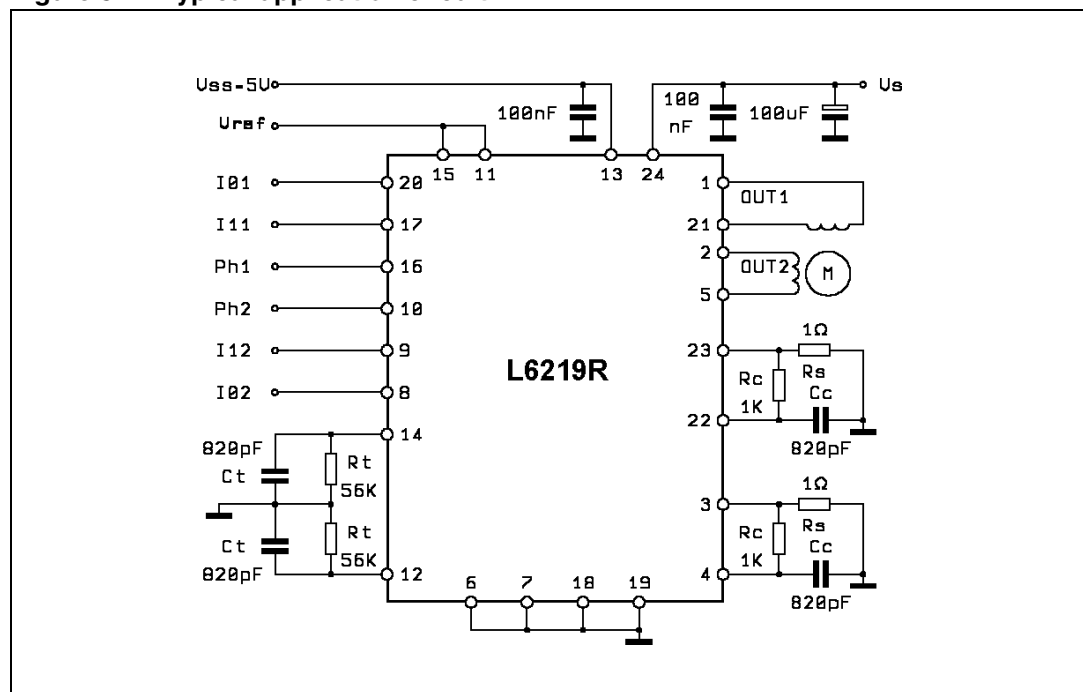 Uss-5V
Uref
100nF
100
nF
100uF
Us
15
11
13
24
I01
20
I11
17
Ph1
16
Ph2
10
I12
9
I02
8
1
OUT1
21
2
OUT2
M
5
L6219R
23
1Ω
Rs
Rc
1K
Cc
22
820pF
14
820pF
Ct
Rt
56K
Ct
820pF
Rt
56K
12
3
1Ω
Rs
Rc
1K
Cc
4
820pF
6
7
18
19